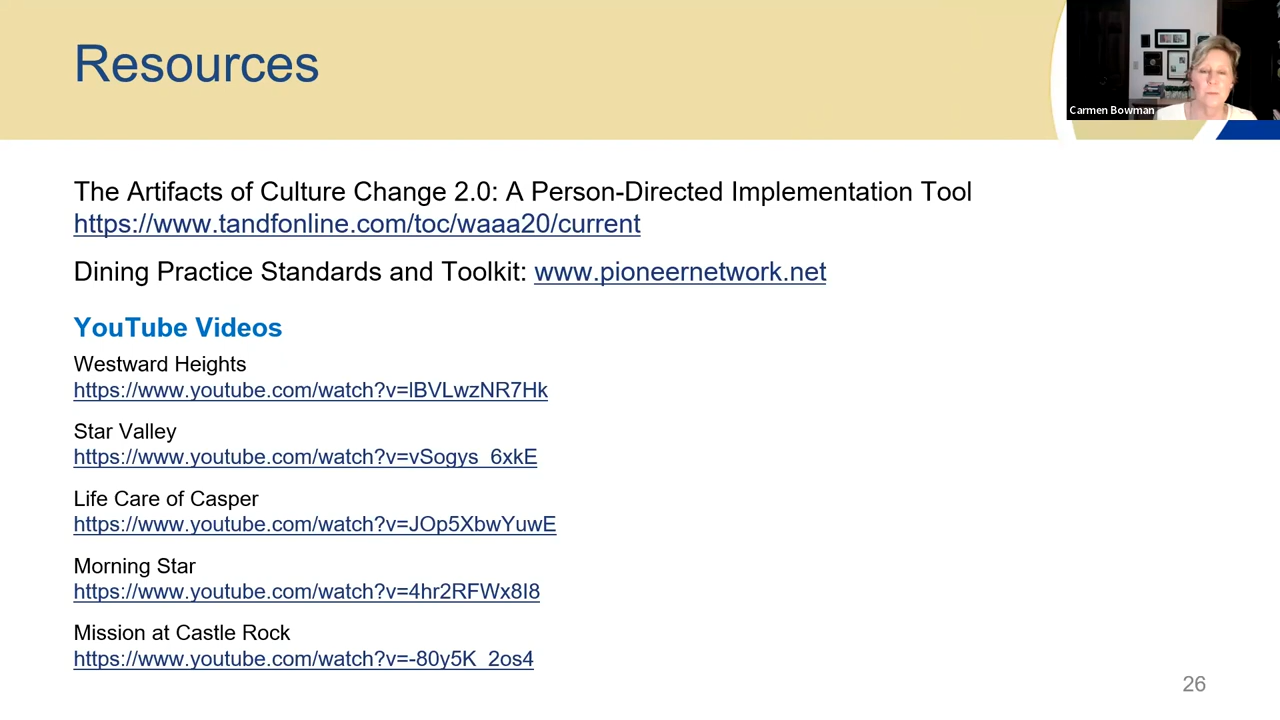 Resources
Carmen Bowman
The Artifacts of Culture Change 2.0: A Person-Directed Implementation Tool
https://www.tandfonline.com/toc/waaa20/current
Dining Practice Standards and Toolkit: www.pioneernetwork.net
YouTube Videos
Westward Heights
https://www.youtube.com/watch?v=lBVLwzNR7Hk
Star Valley
https://www.youtube.com/watch?v=vSogys_6xkE
Life Care of Casper
https://www.youtube.com/watch?v=JOp5XbwYuwE
Morning Star
https://www.youtube.com/watch?v=4hr2RFWx8I8
Mission at Castle Rock
https://www.youtube.com/watch?v=-80y5K_2os4
26